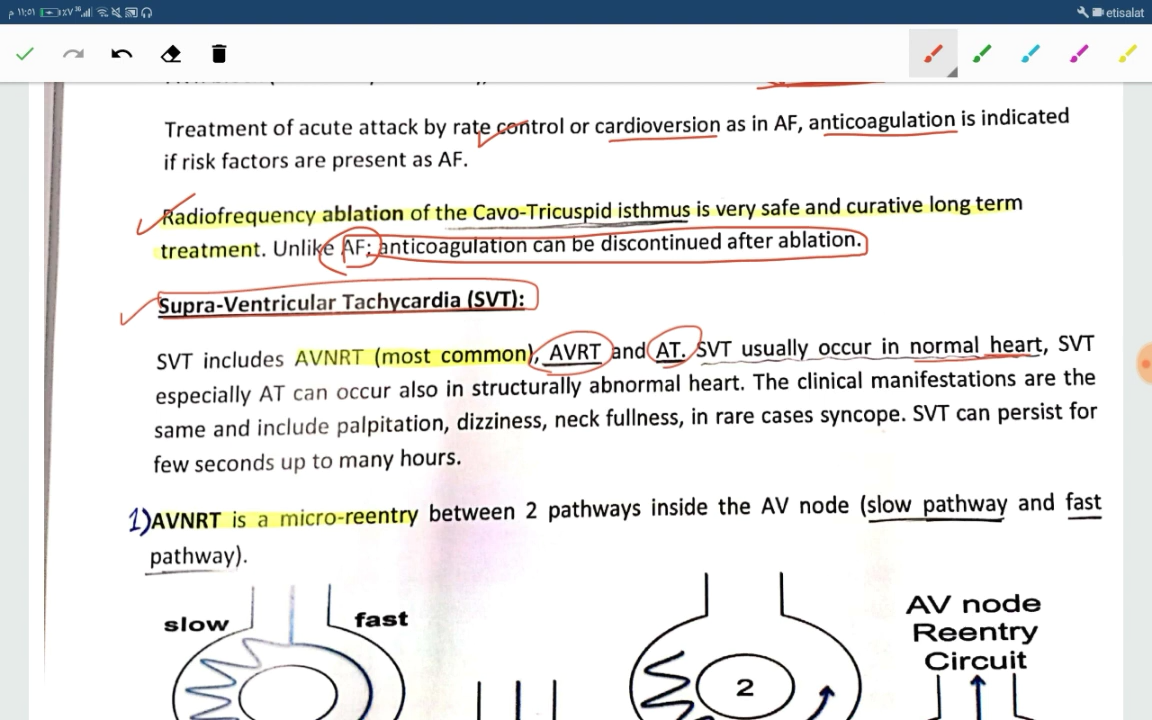 م ۱۱:۵۱ ٪۷۷ 3G etisalat
Treatment of acute attack by rate control or cardioversion as in AF, anticoagulation is indicated
if risk factors are present as AF.
Radiofrequency ablation of the Cavo-Tricuspid isthmus is very safe and curative long term
treatment. Unlike AF; anticoagulation can be discontinued after ablation.
Supra-Ventricular Tachycardia (SVT):
SVT includes AVNRT (most common), AVRT and AT. SVT usually occur in normal heart, SVT
especially AT can occur also in structurally abnormal heart. The clinical manifestations are the
same and include palpitation, dizziness, neck fullness, in rare cases syncope. SVT can persist for
few seconds up to many hours.
1) AVNRT is a micro-reentry between 2 pathways inside the AV node (slow pathway and fast
pathway).
slow fast
2
AV node
Reentry
Circuit